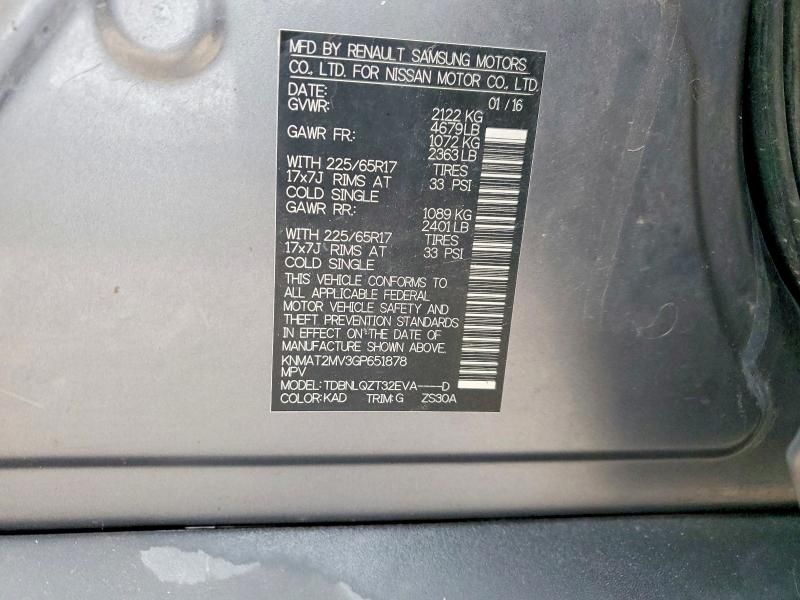 MFD BY RENAULT SAMSUNG MOTORS
CO., LTD. FOR NISSAN MOTOR CO., LTD.
DATE: 01/16
GVWR: 2122 KG
4679 LB
GAWR FR: 1072 KG
2363 LB
WITH 225/65R17 TIRES
17x7J RIMS AT 33 PSI
COLD SINGLE
GAWR RR: 1089 KG
2401 LB
WITH 225/65R17 TIRES
17x7J RIMS AT 33 PSI
COLD SINGLE
THIS VEHICLE CONFORMS TO
ALL APPLICABLE FEDERAL
MOTOR VEHICLE SAFETY AND
THEFT PREVENTION STANDARDS
IN EFFECT ON THE DATE OF
MANUFACTURE SHOWN ABOVE.
KNMAT2MV3GP651878
MPV
MODEL: TDBNLQZT32EVA----D
COLOR: KAD TRIM: G ZS30A